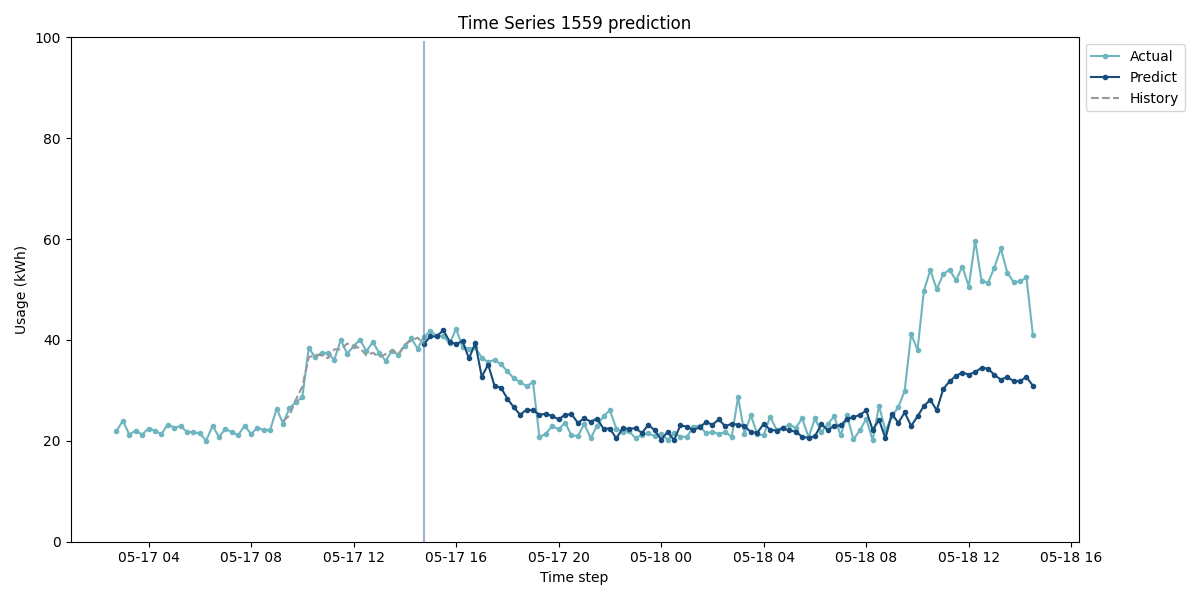 Time Series 1559 prediction
100
80
60
40
20
0
Usage (kWh)
05-17 04
05-17 08
05-17 12
05-17 16
05-17 20
05-18 00
05-18 04
05-18 08
05-18 12
05-18 16
Time step
Actual
Predict
History